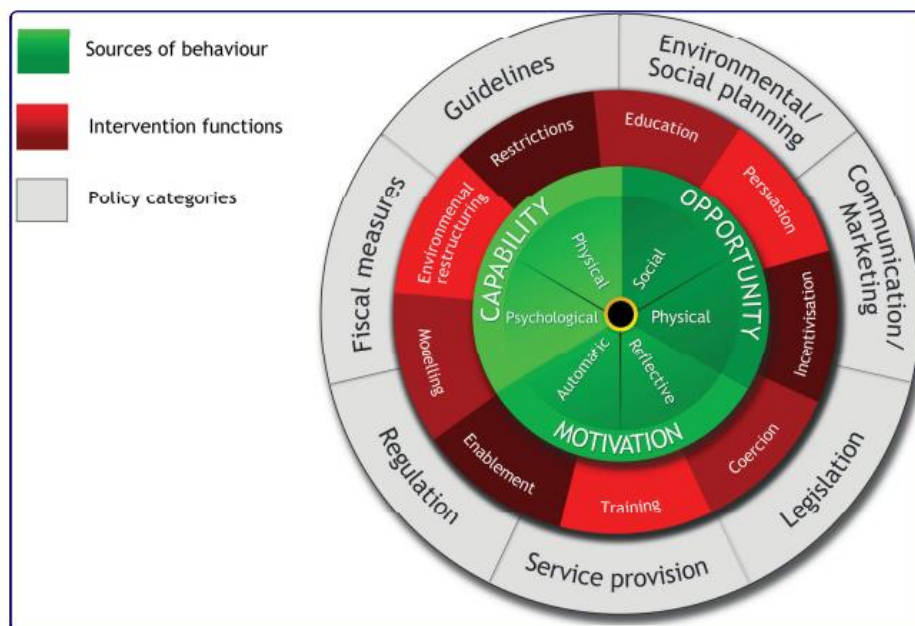 Sources of behaviour
Intervention functions
Policy categories
Guidelines
Environmental/
Social planning
Communication/
Marketing
Legislation
Service provision
Regulation
Fiscal measures
Restrictions
Education
Persuasion
Incentivisation
Coercion
Training
Enablement
Modelling
Environmental
restructuring
CAPABILITY
OPPORTUNITY
MOTIVATION
Physical
Social
Psychological
Physical
Automatic
Reflective